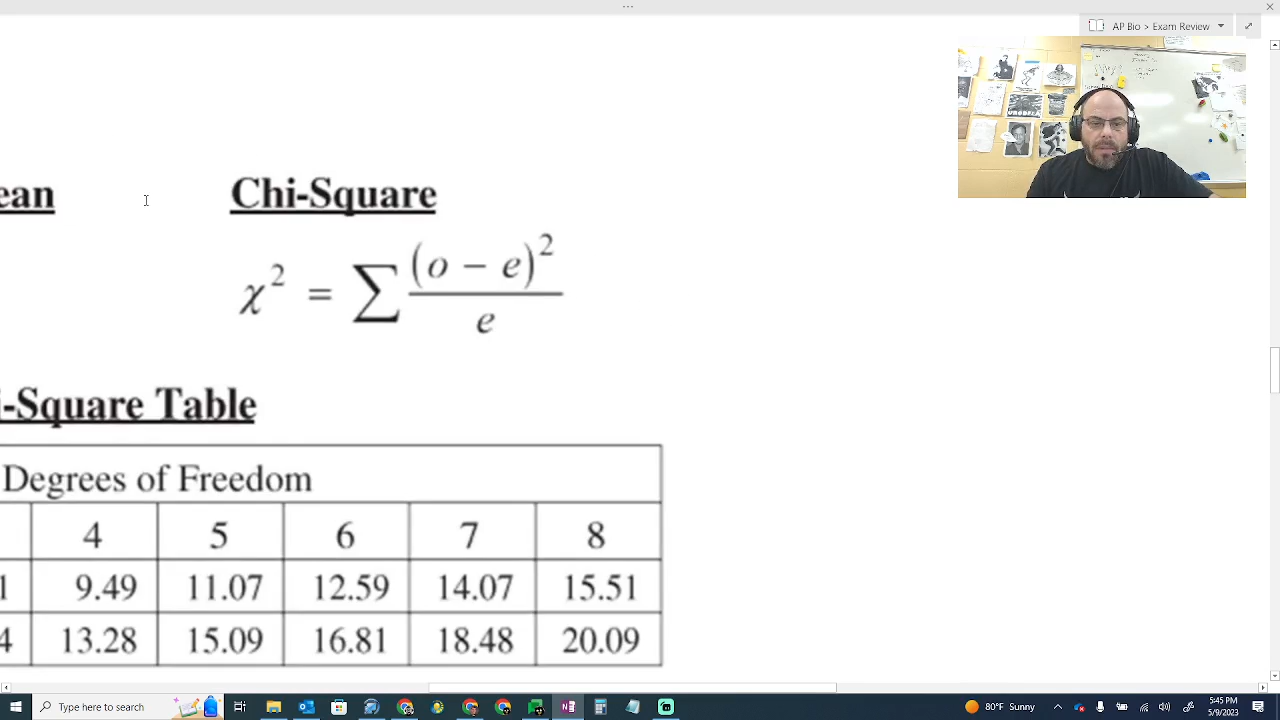 AP Bio > Exam Review
ean
Chi-Square
χ² = ∑ (o − e)² / e
i-Square Table
Degrees of Freedom
4 5 6 7 8
1 9.49 11.07 12.59 14.07 15.51
4 13.28 15.09 16.81 18.48 20.09
Type here to search
80°F Sunny
5:45 PM
5/9/2023